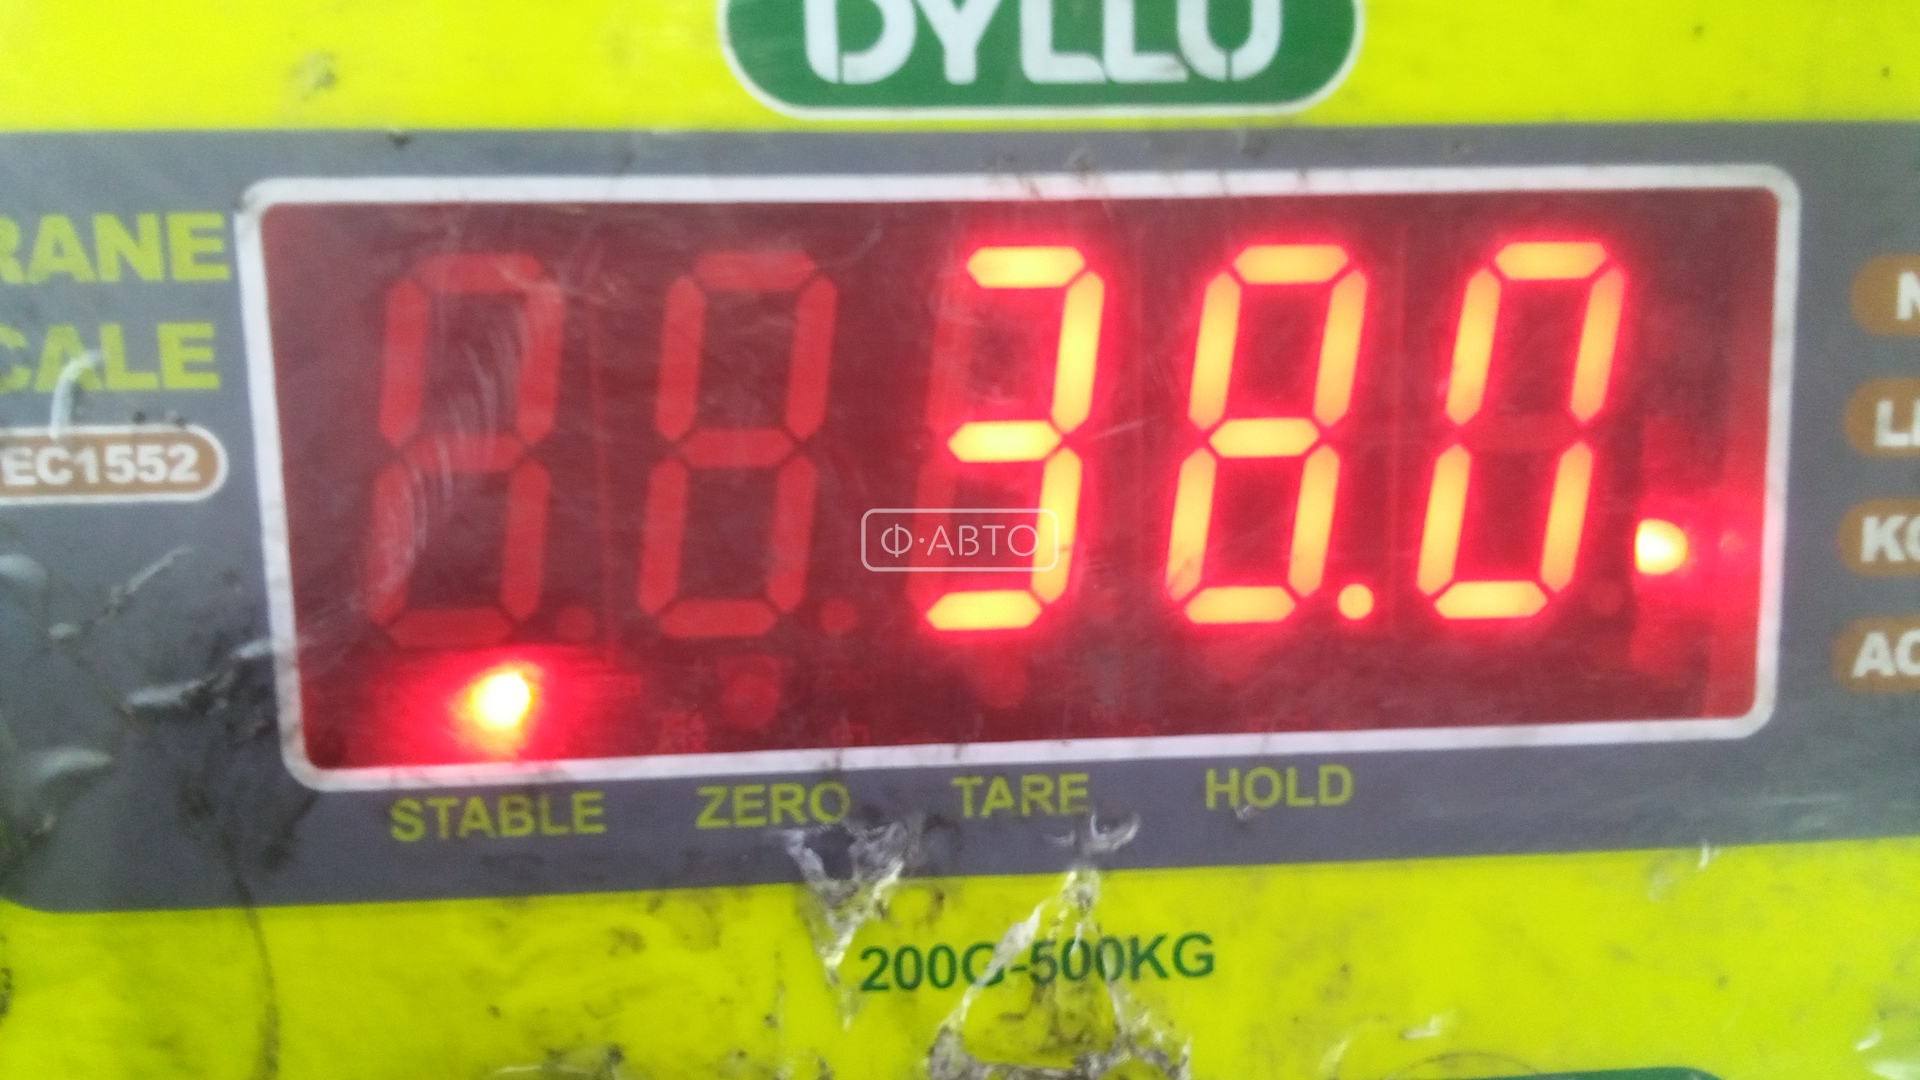 DYLLU
RANE
CALE
EC1552
38.0
Ф·АВТО
STABLE ZERO TARE HOLD
200G-500KG